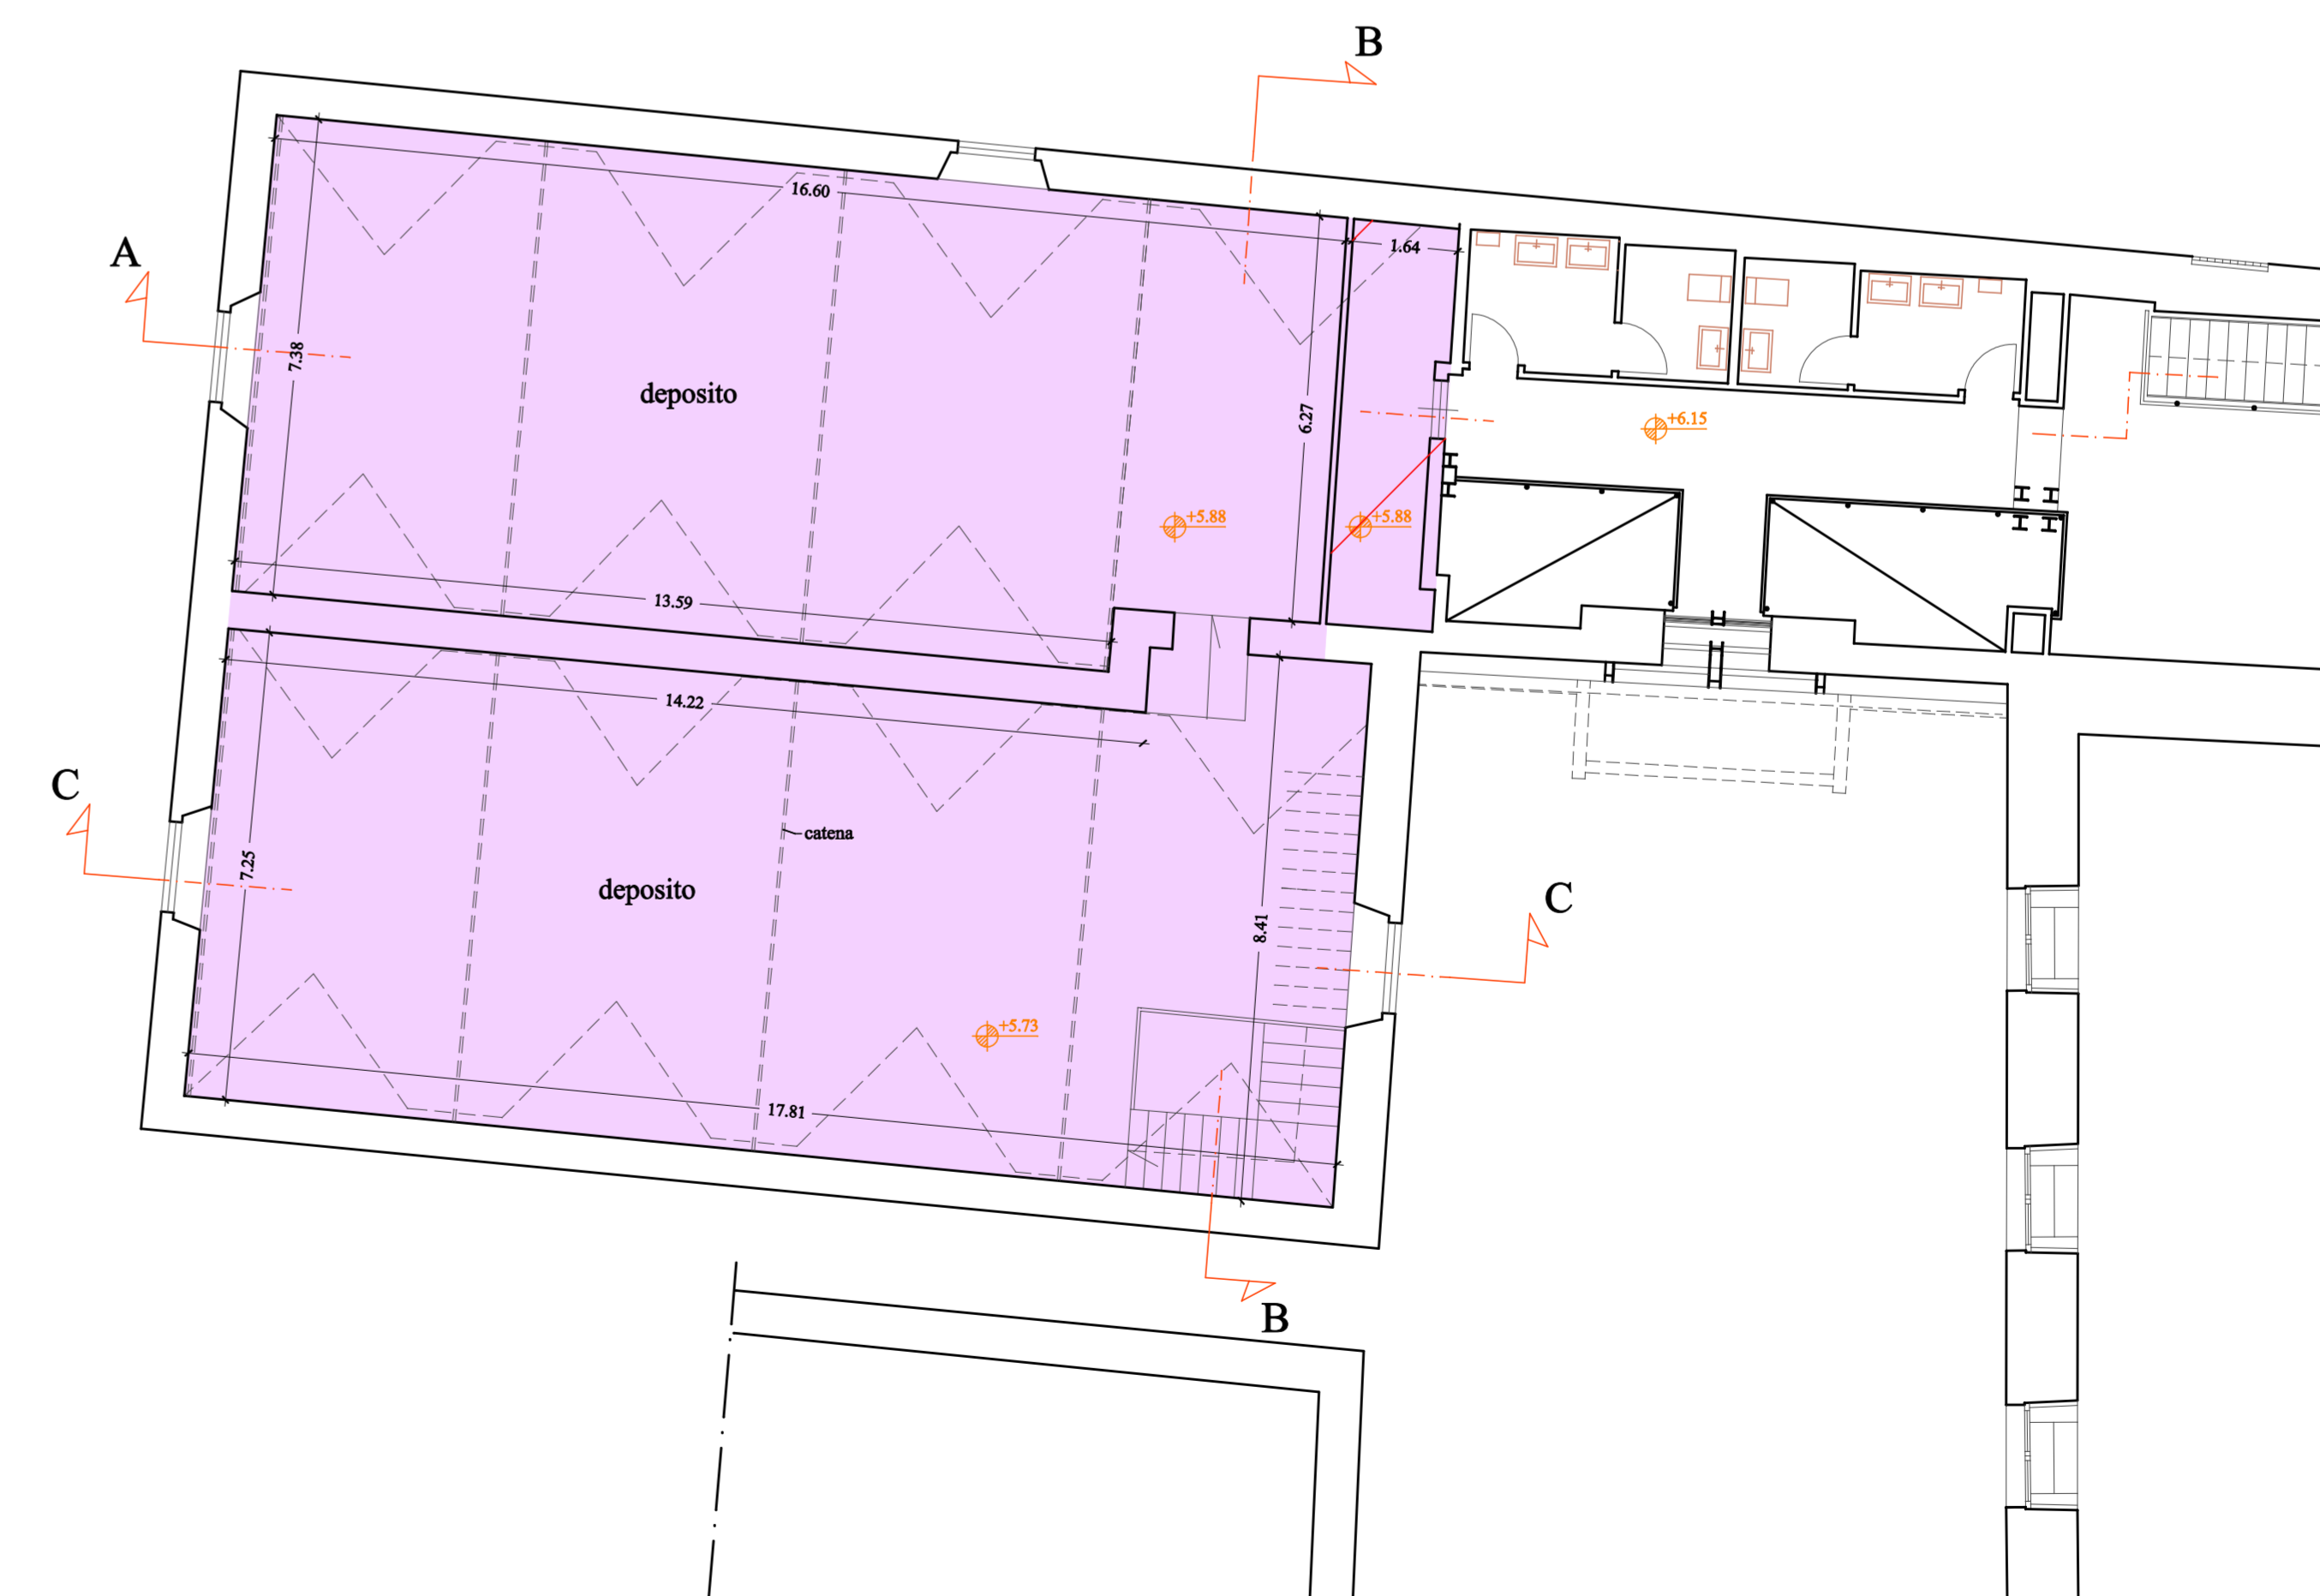 B
16.60
A
1.64
7.38
deposito
6.27
+6.15
+5.88
+5.88
13.59
14.22
C
catena
7.25
deposito
8.41
C
+5.73
17.81
B